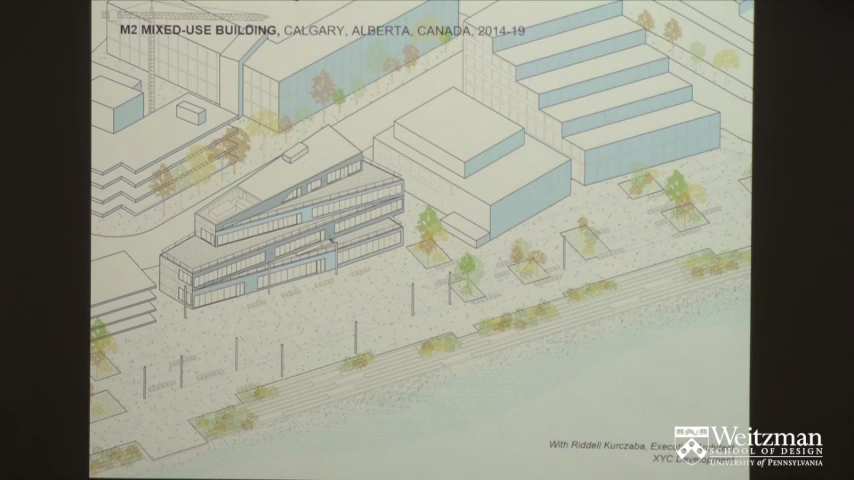 M2 MIXED-USE BUILDING, CALGARY, ALBERTA, CANADA, 2014-19
With Riddell Kurczaba,
XYC
Weitzman
SCHOOL OF DESIGN
UNIVERSITY of PENNSYLVANIA